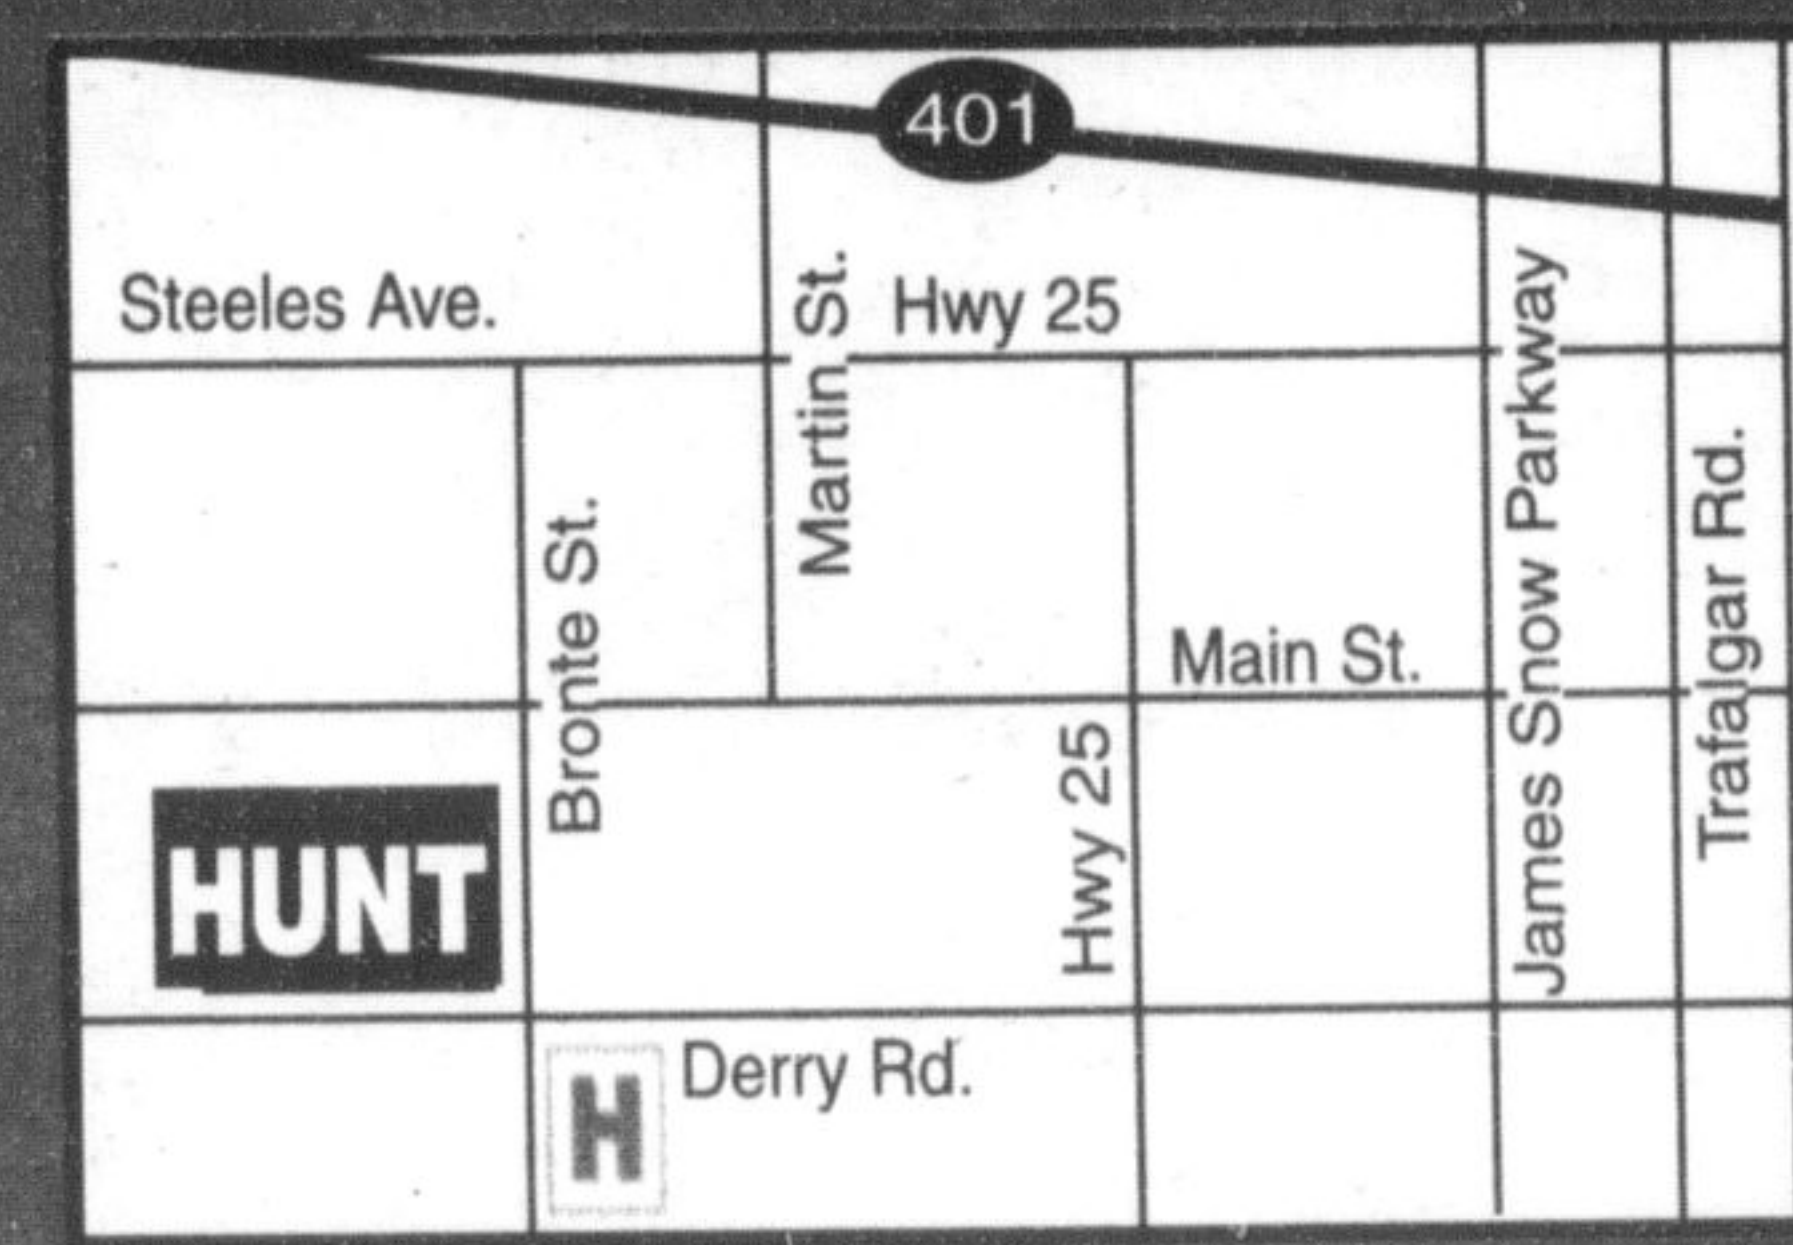 401
Steeles Ave.
Martin St.
Hwy 25
James Snow Parkway
Trafalgar Rd.
Bronte St.
Main St.
Hwy 25
HUNT
H
Derry Rd.